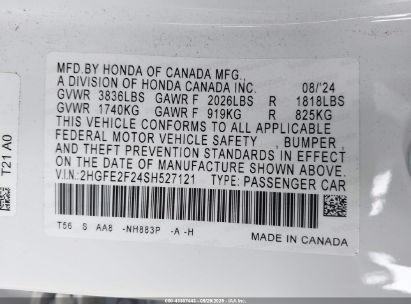 MFD.BY HONDA OF CANADA MFG.,
A DIVISION OF HONDA CANADA INC. 08/'24
GVWR 3836LBS GAWR F 2026LBS R 1818LBS
GVWR 1740KG GAWR F 919KG R 825KG
THIS VEHICLE CONFORMS TO ALL APPLICABLE
FEDERAL MOTOR VEHICLE SAFETY , BUMPER ,
AND THEFT PREVENTION STANDARDS IN EFFECT
ON THE DATE OF MANUFACTURE SHOWN ABOVE.
V.I.N.:2HGFE2F24SH527121 TYPE: PASSENGER CAR
T56 S AA8 -NH883P -A -H
MADE IN CANADA
T21 A0